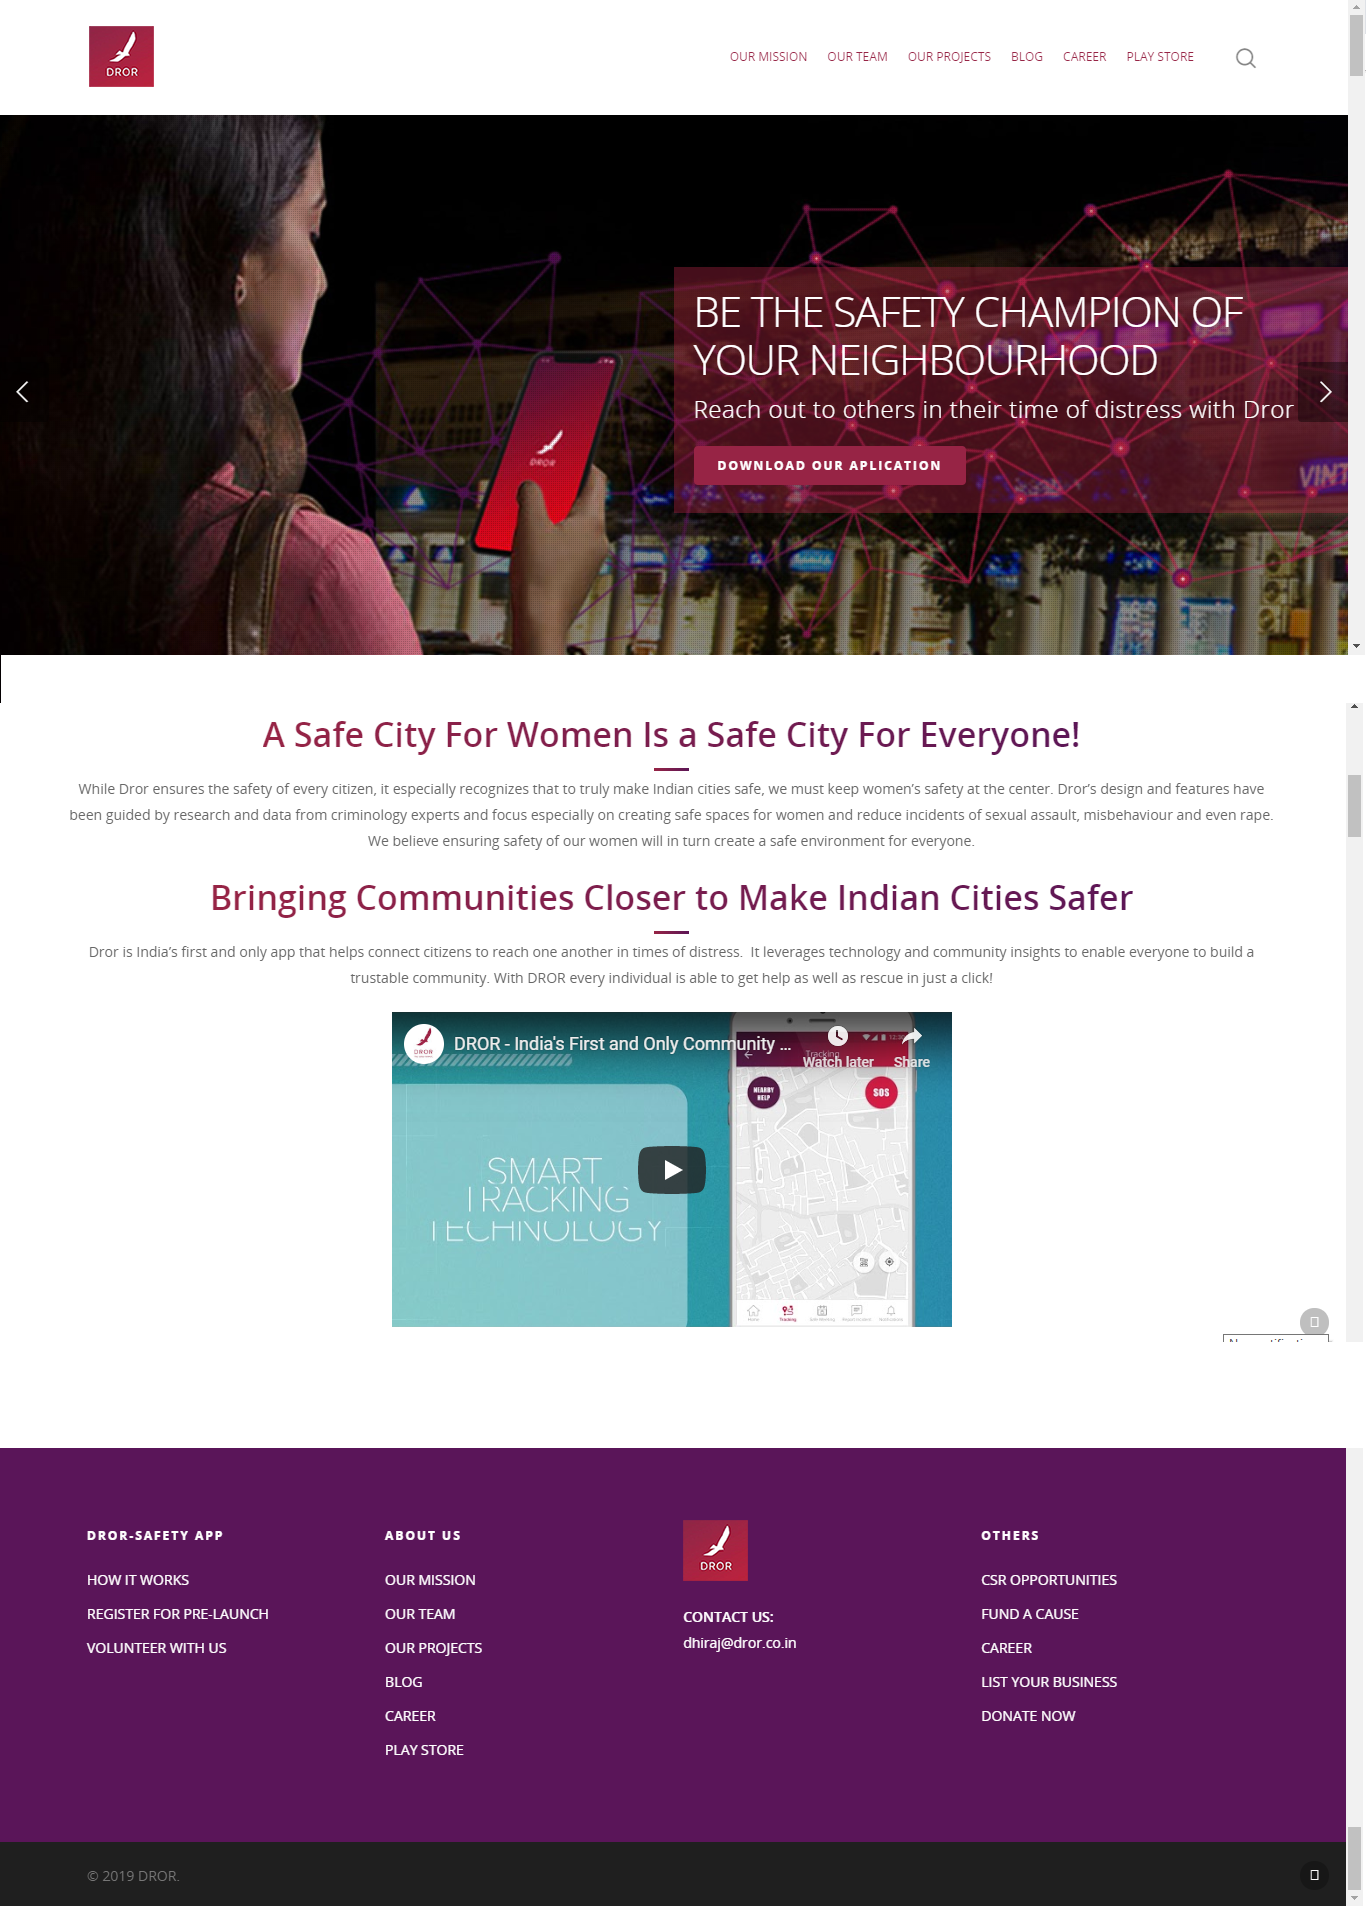 DROR
OUR MISSION OUR TEAM OUR PROJECTS BLOG CAREER PLAY STORE
BE THE SAFETY CHAMPION OF
YOUR NEIGHBOURHOOD
Reach out to others in their time of distress with Dror
DOWNLOAD OUR APLICATION
DROR
VINT
A Safe City For Women Is a Safe City For Everyone!
While Dror ensures the safety of every citizen, it especially recognizes that to truly make Indian cities safe, we must keep women’s safety at the center. Dror’s design and features have
been guided by research and data from criminology experts and focus especially on creating safe spaces for women and reduce incidents of sexual assault, misbehaviour and even rape.
We believe ensuring safety of our women will in turn create a safe environment for everyone.
Bringing Communities Closer to Make Indian Cities Safer
Dror is India’s first and only app that helps connect citizens to reach one another in times of distress.  It leverages technology and community insights to enable everyone to build a
trustable community. With DROR every individual is able to get help as well as rescue in just a click!
DROR
DROR - India's First and Only Community ...
Tracking
Watch later Share
NEARBY
HELP
SOS
SMART
TRACKING
TECHNOLOGY
Home Tracking
DROR-SAFETY APP
HOW IT WORKS
REGISTER FOR PRE-LAUNCH
VOLUNTEER WITH US
ABOUT US
OUR MISSION
OUR TEAM
OUR PROJECTS
BLOG
CAREER
PLAY STORE
DROR
CONTACT US:
dhiraj@dror.co.in
OTHERS
CSR OPPORTUNITIES
FUND A CAUSE
CAREER
LIST YOUR BUSINESS
DONATE NOW
© 2019 DROR.